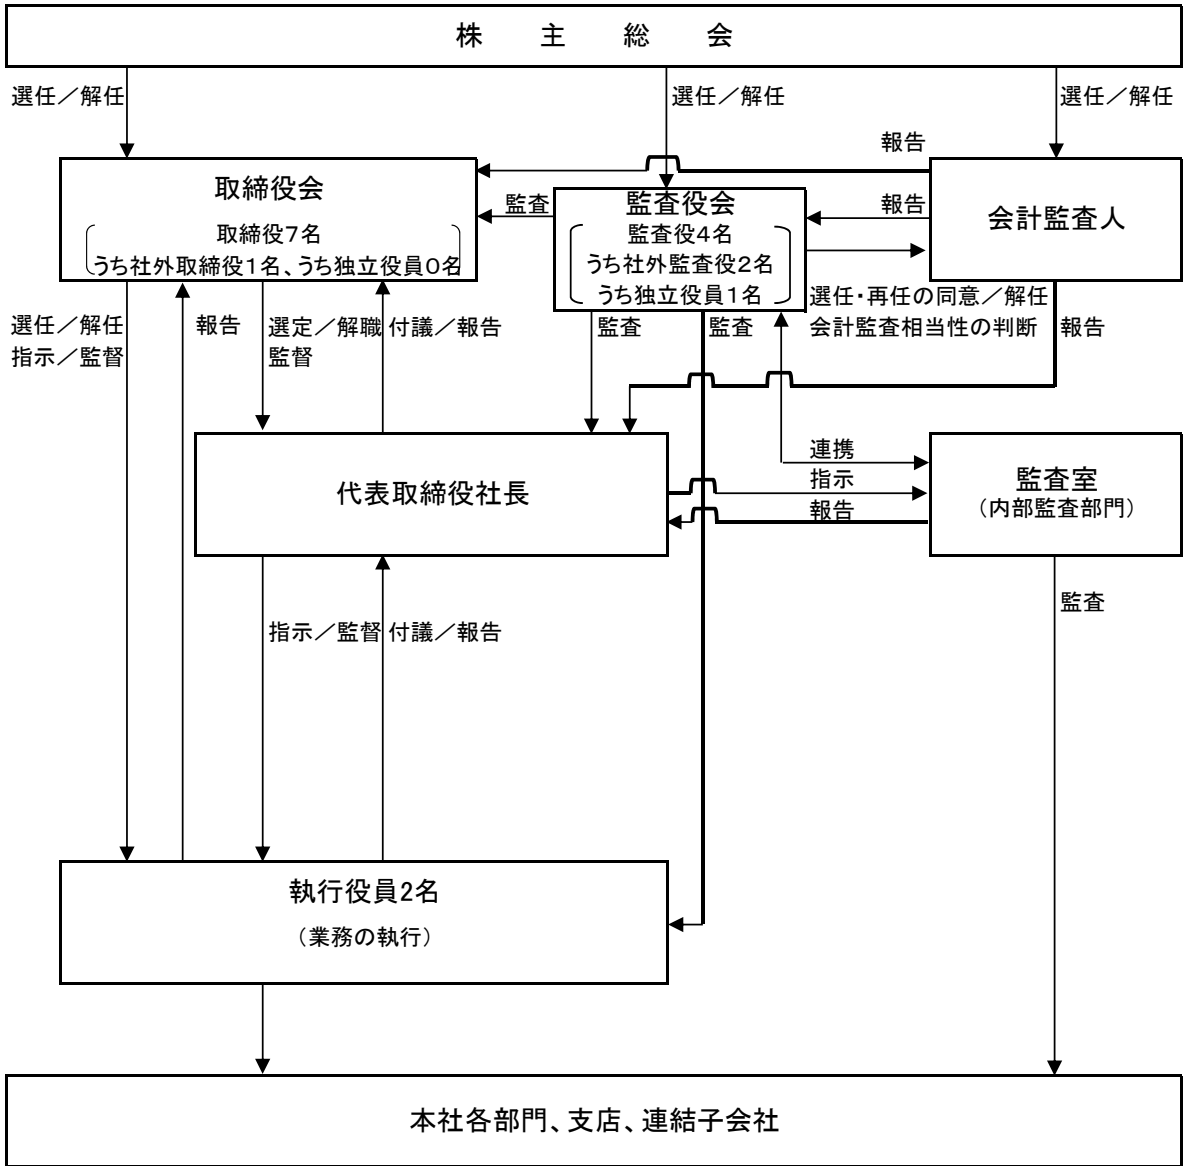 株　主　総　会
選任／解任
選任／解任
選任／解任
報告
取締役会
取締役7名
うち社外取締役1名、うち独立役員0名
監査
監査役会
監査役4名
うち社外監査役2名
うち独立役員1名
報告
会計監査人
選任・再任の同意／解任
会計監査相当性の判断
報告
選任／解任
指示／監督
報告
選定／解職
監督
付議／報告
監査
監査
代表取締役社長
連携
指示
報告
監査室
（内部監査部門）
監査
指示／監督
付議／報告
執行役員2名
（業務の執行）
本社各部門、支店、連結子会社